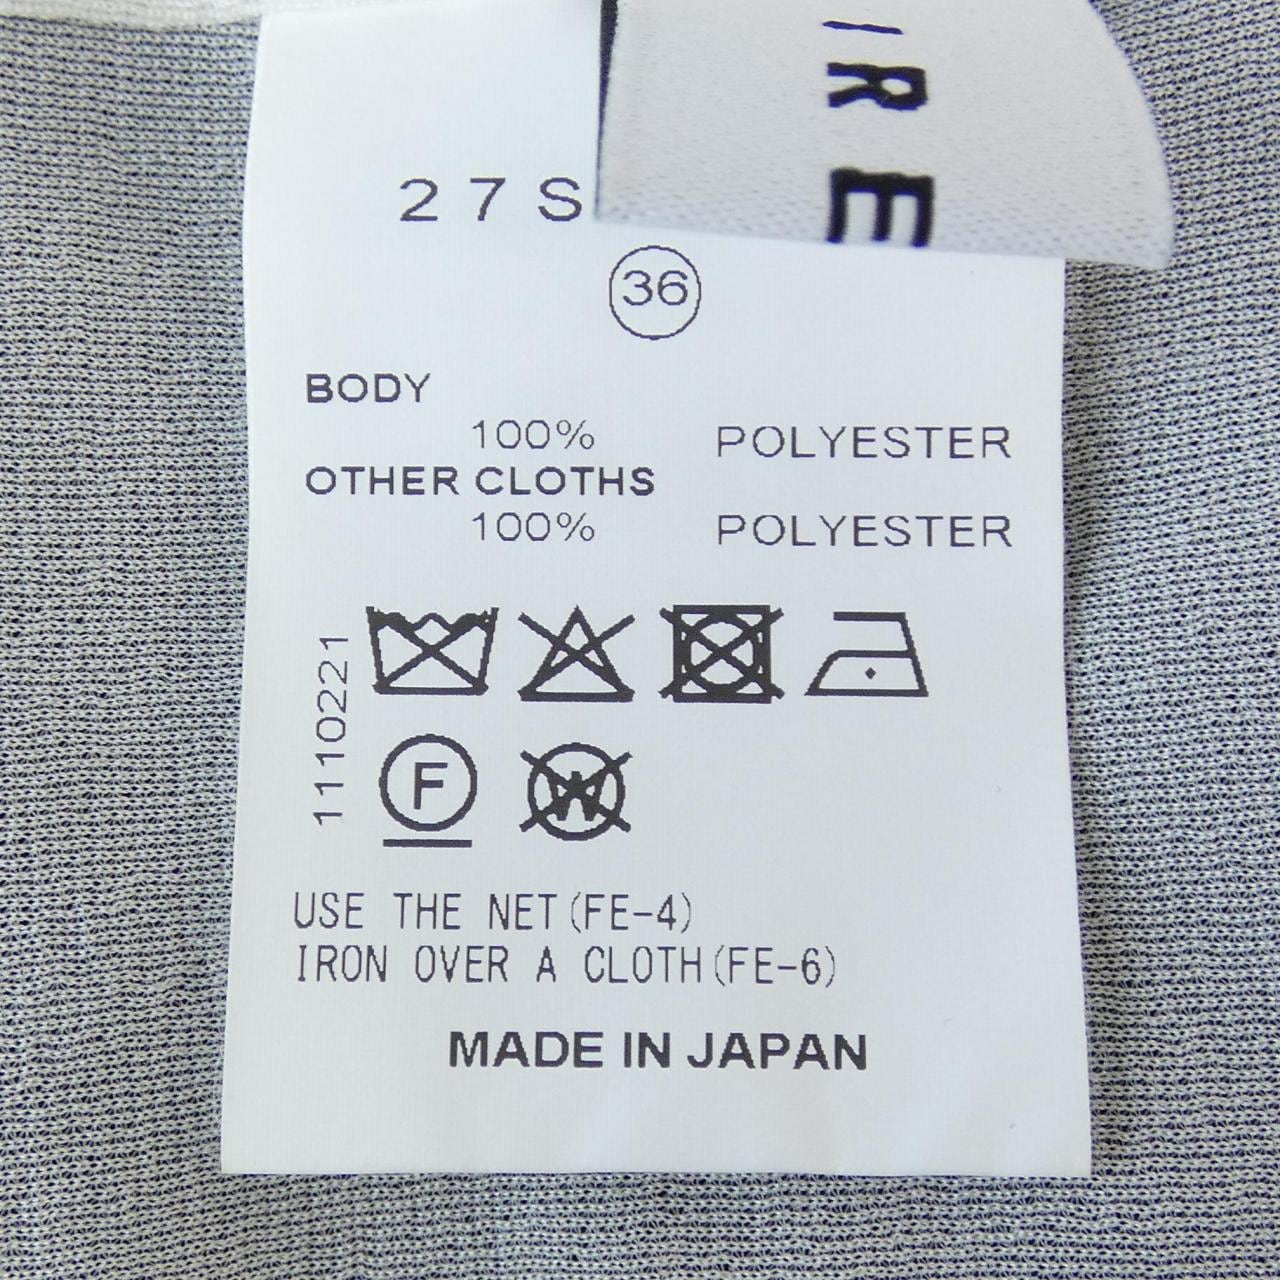 IRE
27S
36
BODY
100% POLYESTER
OTHER CLOTHS
100% POLYESTER
1110221
F
W
USE THE NET(FE-4)
IRON OVER A CLOTH(FE-6)
MADE IN JAPAN